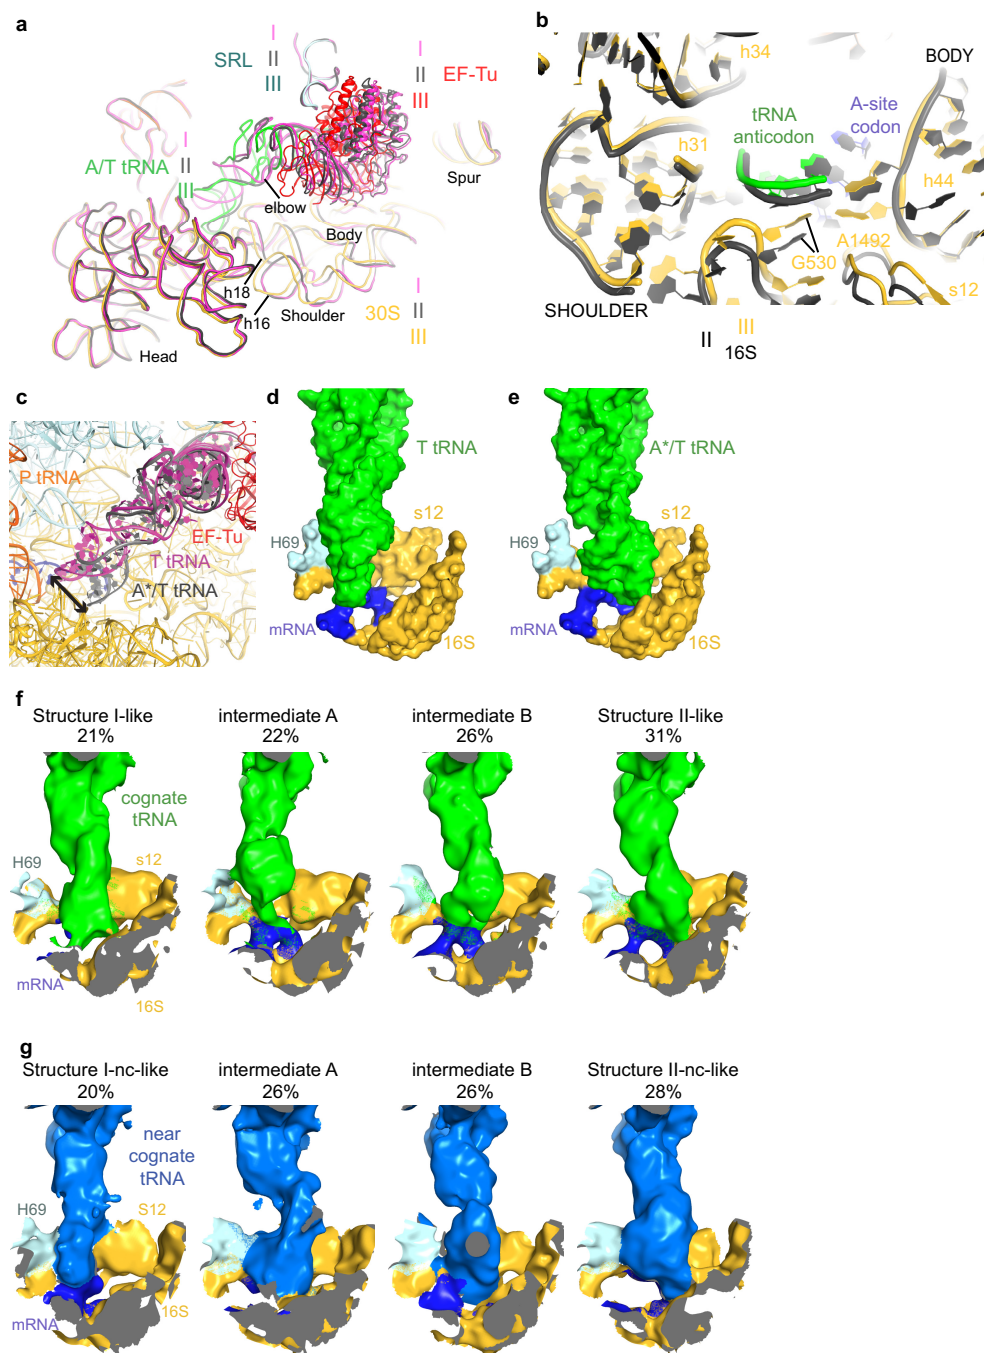 a
I
II
III
SRL
I
II
III
EF-Tu
I
II
III
A/T tRNA
Spur
elbow
Body
h18
h16
Shoulder
30S
I
II
III
Head
b
h34
BODY
tRNA
anticodon
A-site
codon
h31
h44
A1492
G530
s12
SHOULDER
II
III
16S
c
P tRNA
EF-Tu
T tRNA
A*/T tRNA
d
T tRNA
s12
H69
mRNA
16S
e
A*/T tRNA
s12
H69
mRNA
16S
f
Structure I-like
21%
intermediate A
22%
intermediate B
26%
Structure II-like
31%
cognate
tRNA
H69
s12
mRNA
16S
g
Structure I-nc-like
20%
intermediate A
26%
intermediate B
26%
Structure II-nc-like
28%
near
cognate
tRNA
H69
S12
mRNA
16S